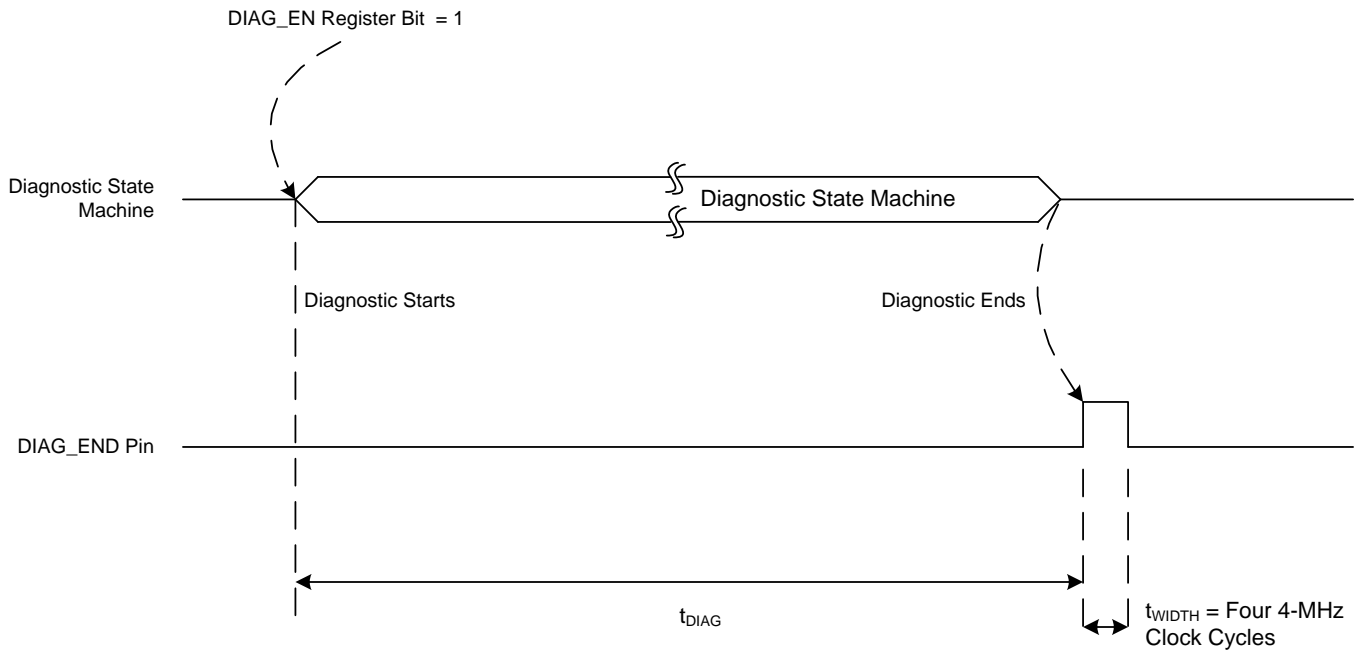 DIAG_EN Register Bit = 1
Diagnostic State
Machine
Diagnostic State Machine
Diagnostic Starts
Diagnostic Ends
DIAG_END Pin
tDIAG
tWIDTH = Four 4-MHz
Clock Cycles